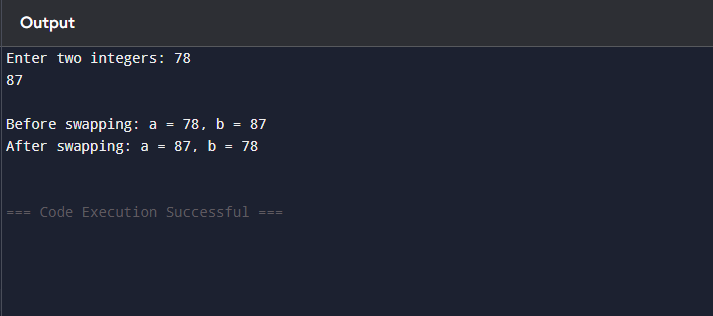 Output
Enter two integers: 78
87
Before swapping: a = 78, b = 87
After swapping: a = 87, b = 78
=== Code Execution Successful ===